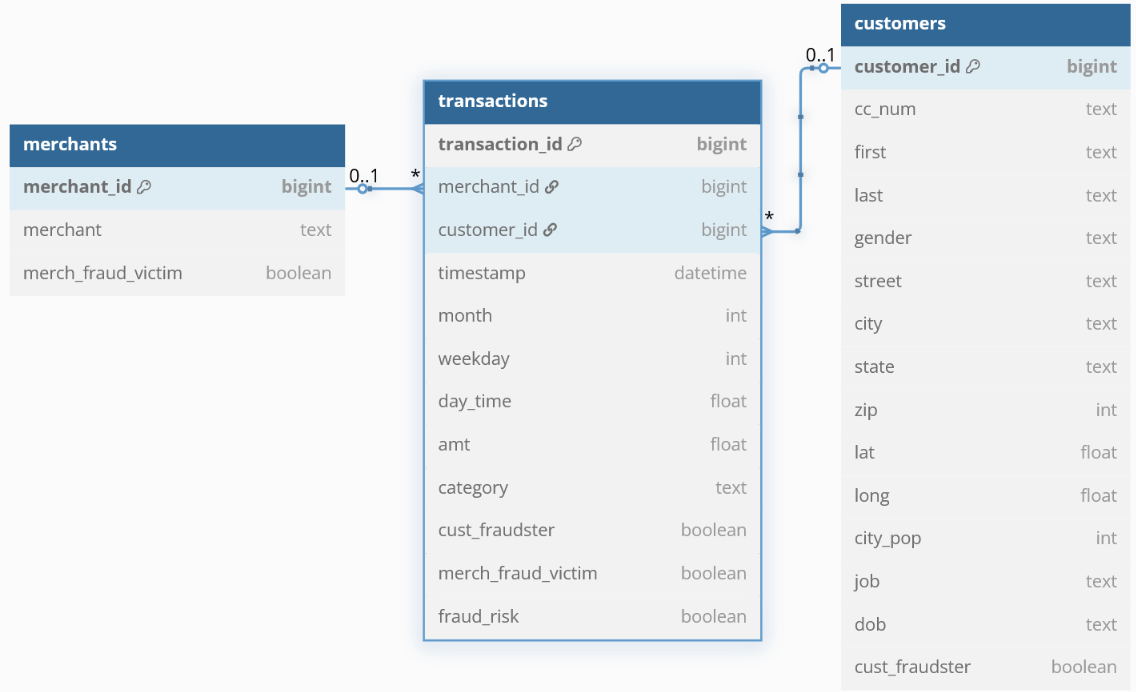 merchants
merchant_id bigint
merchant text
merch_fraud_victim boolean
0..1 *
transactions
transaction_id bigint
merchant_id bigint
customer_id bigint
timestamp datetime
month int
weekday int
day_time float
amt float
category text
cust_fraudster boolean
merch_fraud_victim boolean
fraud_risk boolean
* 0..1
customers
customer_id bigint
cc_num text
first text
last text
gender text
street text
city text
state text
zip int
lat float
long float
city_pop int
job text
dob text
cust_fraudster boolean